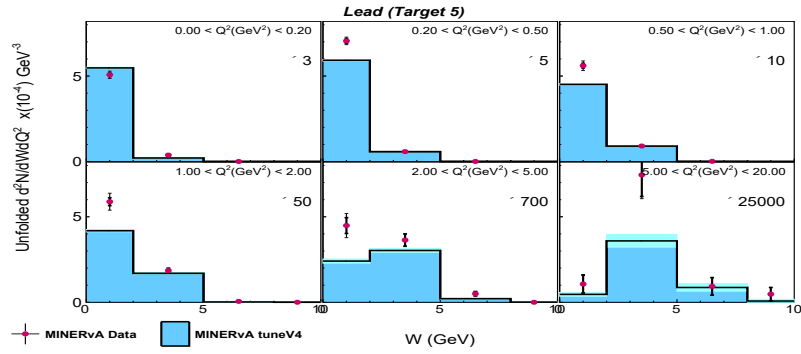 Lead (Target 5)
Unfolded d²N/dWdQ² x(10⁻⁴) GeV⁻³
0.00 < Q²(GeV²) < 0.20
´ 3
0.20 < Q²(GeV²) < 0.50
´ 5
0.50 < Q²(GeV²) < 1.00
´ 10
5
0
1.00 < Q²(GeV²) < 2.00
´ 50
2.00 < Q²(GeV²) < 5.00
´ 700
5.00 < Q²(GeV²) < 20.00
´ 25000
5
0
0 5 10 0 5 10 0 5 10
MINERvA Data
MINERvA tuneV4
W (GeV)